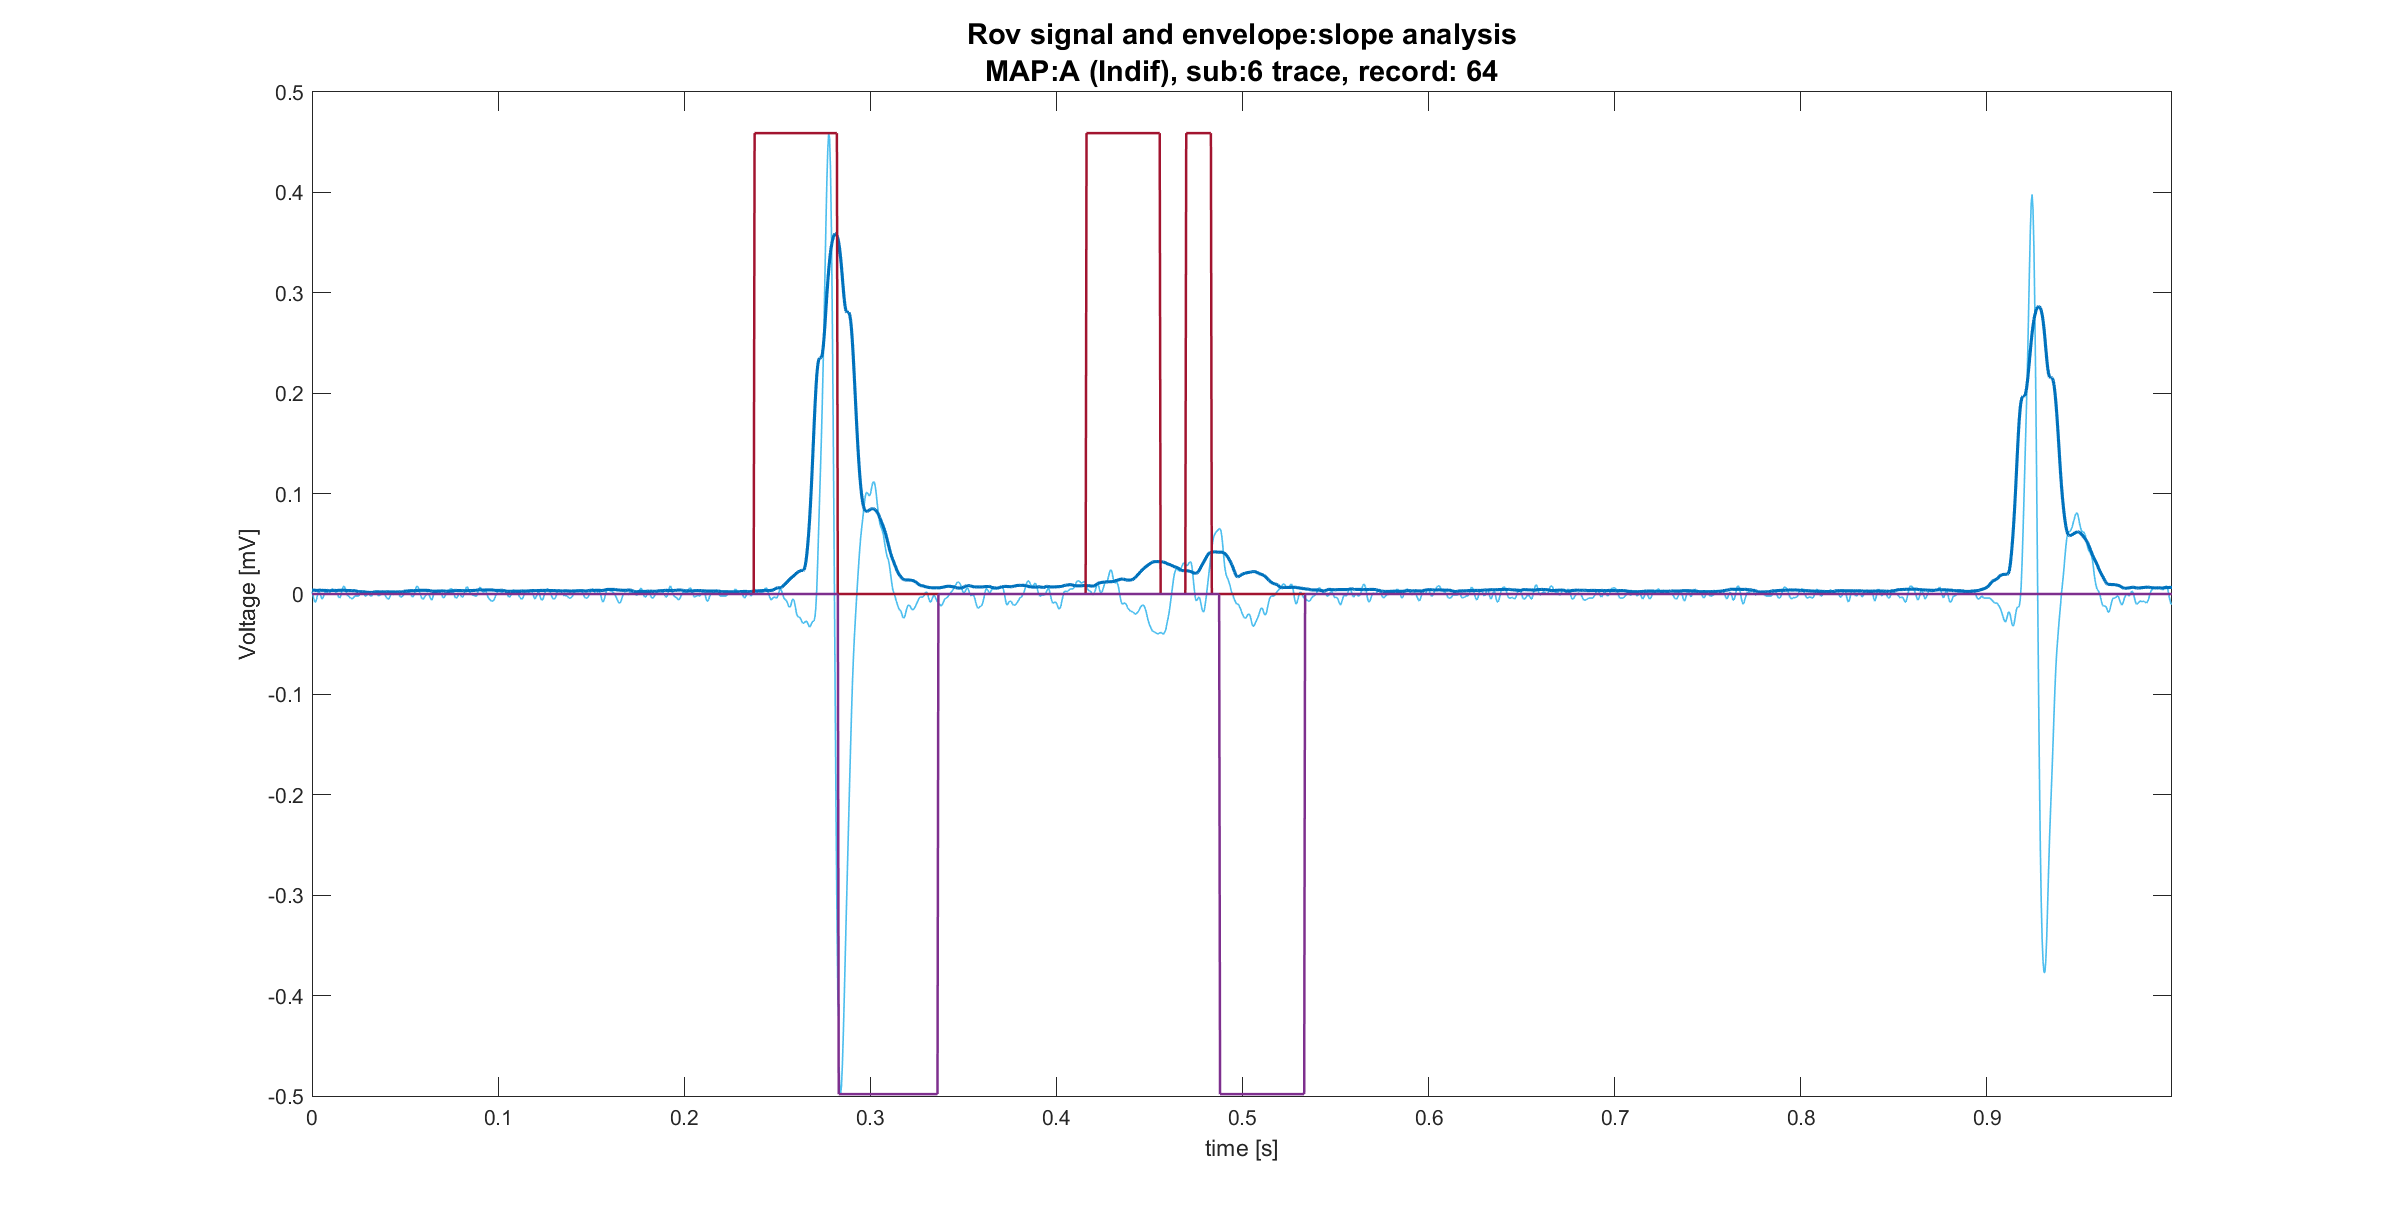 Rov signal and envelope:slope analysis
MAP:A (Indif), sub:6 trace, record: 64
0.5
0.4
0.3
0.2
0.1
0
-0.1
-0.2
-0.3
-0.4
-0.5
Voltage [mV]
0 0.1 0.2 0.3 0.4 0.5 0.6 0.7 0.8 0.9
time [s]